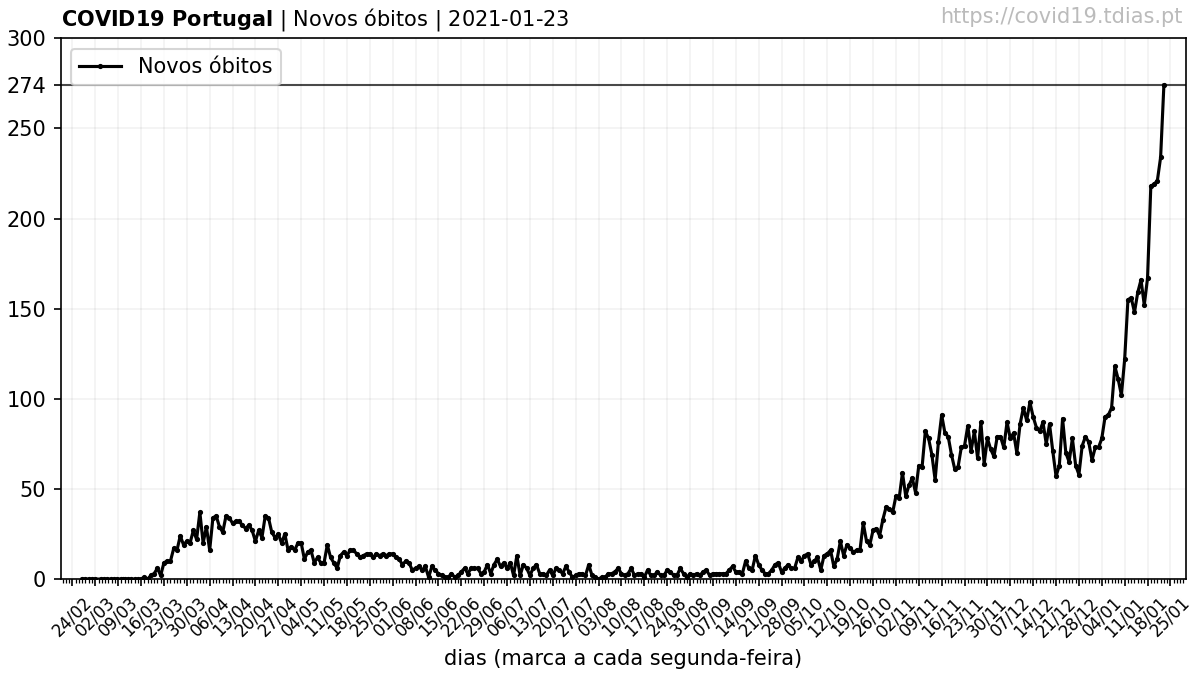 COVID19 Portugal | Novos óbitos | 2021-01-23
https://covid19.tdias.pt
Novos óbitos
300
274
250
200
150
100
50
0
24/02 02/03 09/03 16/03 23/03 30/03 06/04 13/04 20/04 27/04 04/05 11/05 18/05 25/05 01/06 08/06 15/06 22/06 29/06 06/07 13/07 20/07 27/07 03/08 10/08 17/08 24/08 31/08 07/09 14/09 21/09 28/09 05/10 12/10 19/10 26/10 02/11 09/11 16/11 23/11 30/11 07/12 14/12 21/12 28/12 04/01 11/01 18/01 25/01
dias (marca a cada segunda-feira)